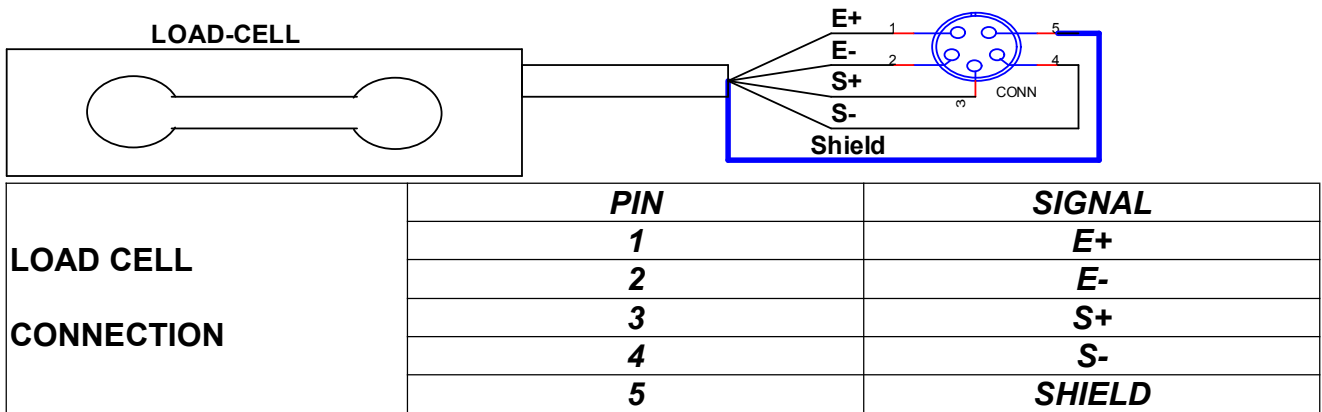 LOAD-CELL
E+
E-
S+
S-
Shield
1
2
3
4
5
CONN
LOAD CELL
CONNECTION
PIN SIGNAL
1 E+
2 E-
3 S+
4 S-
5 SHIELD